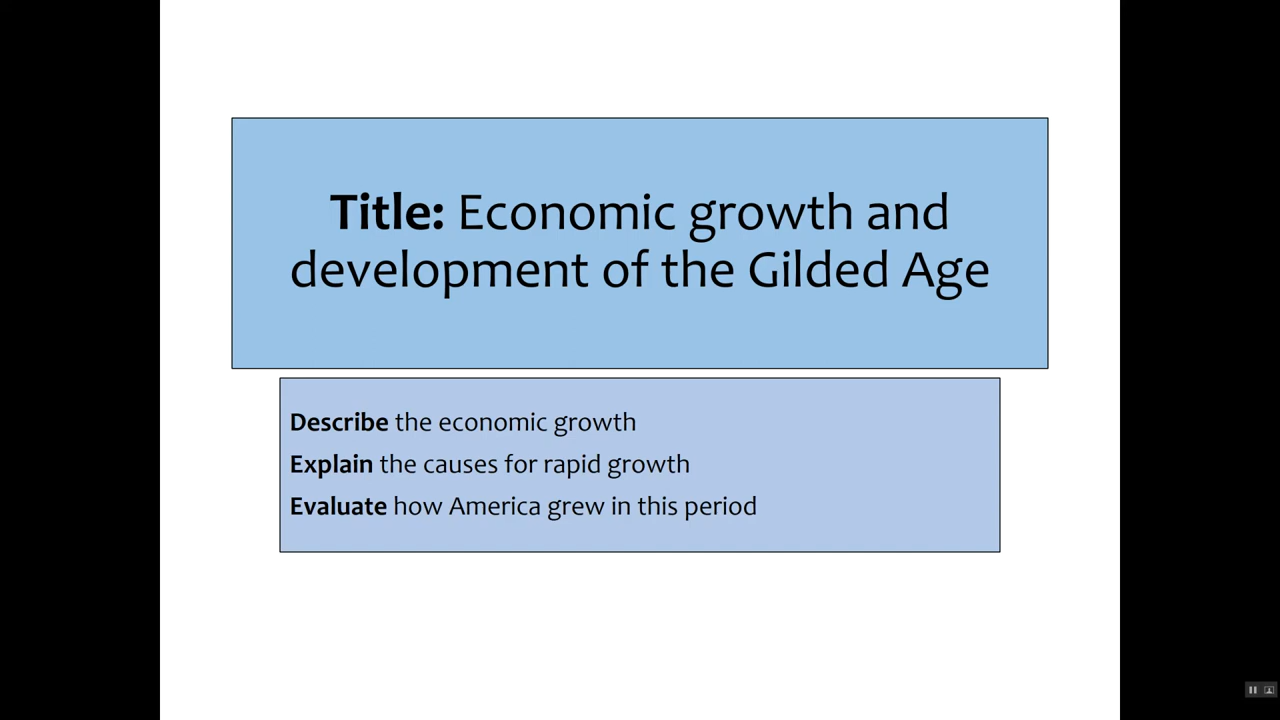 Title: Economic growth and
development of the Gilded Age
Describe the economic growth
Explain the causes for rapid growth
Evaluate how America grew in this period